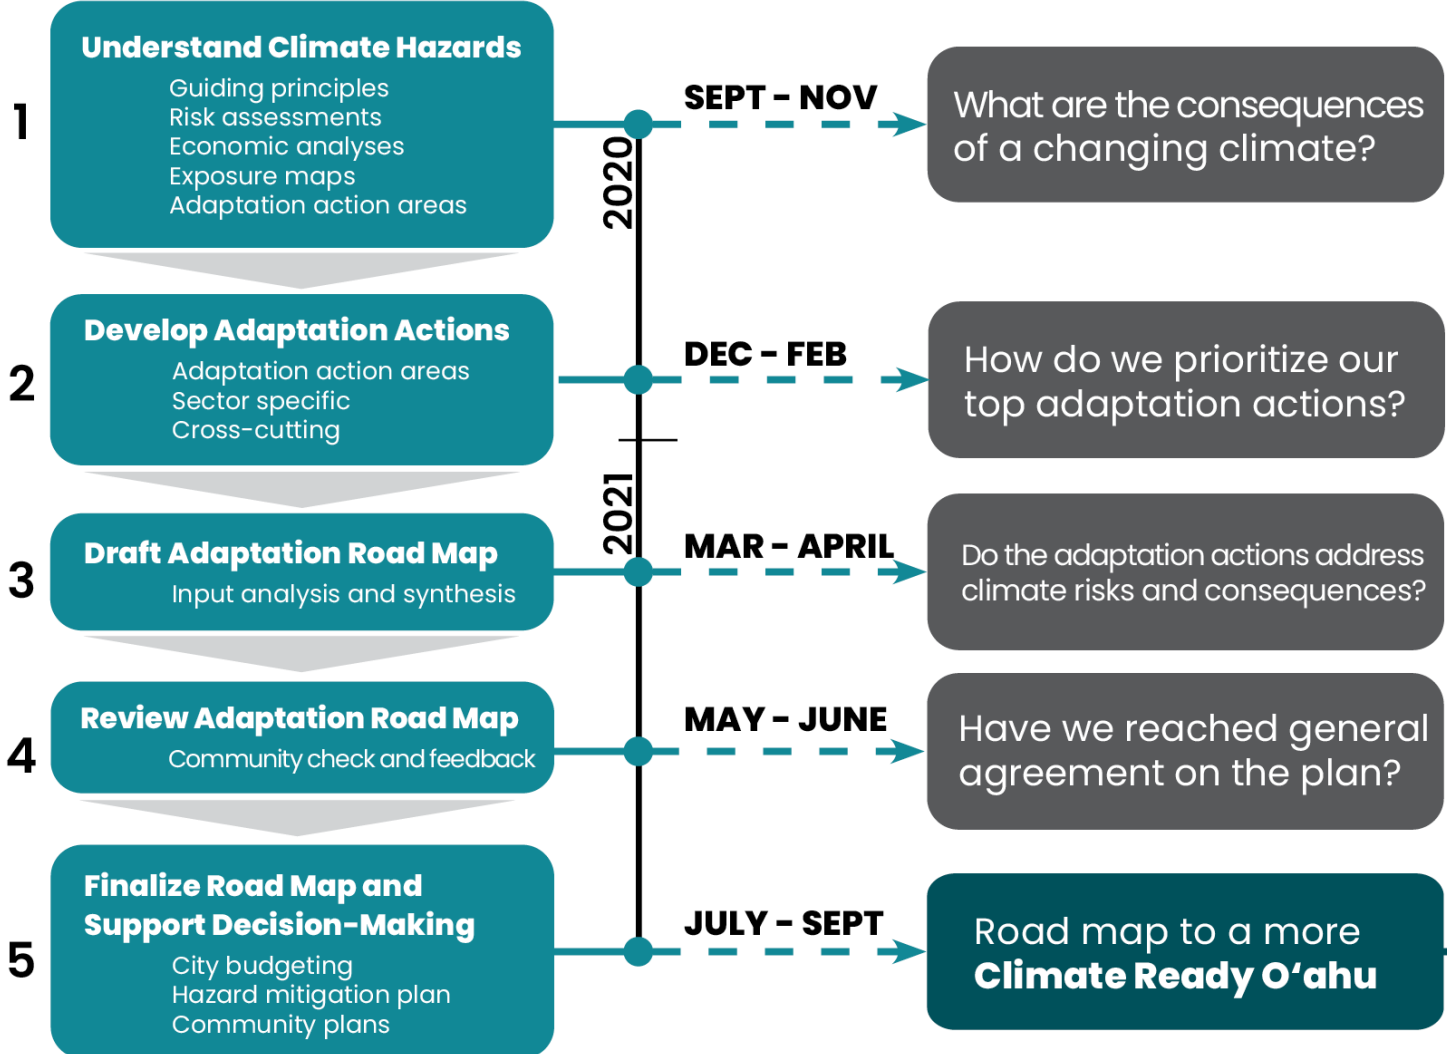 1
Understand Climate Hazards
Guiding principles
Risk assessments
Economic analyses
Exposure maps
Adaptation action areas
SEPT - NOV
2020
What are the consequences
of a changing climate?
2
Develop Adaptation Actions
Adaptation action areas
Sector specific
Cross-cutting
DEC - FEB
How do we prioritize our
top adaptation actions?
3
Draft Adaptation Road Map
Input analysis and synthesis
2021
MAR - APRIL
Do the adaptation actions address
climate risks and consequences?
4
Review Adaptation Road Map
Community check and feedback
MAY - JUNE
Have we reached general
agreement on the plan?
5
Finalize Road Map and
Support Decision-Making
City budgeting
Hazard mitigation plan
Community plans
JULY - SEPT
Road map to a more
Climate Ready Oʻahu